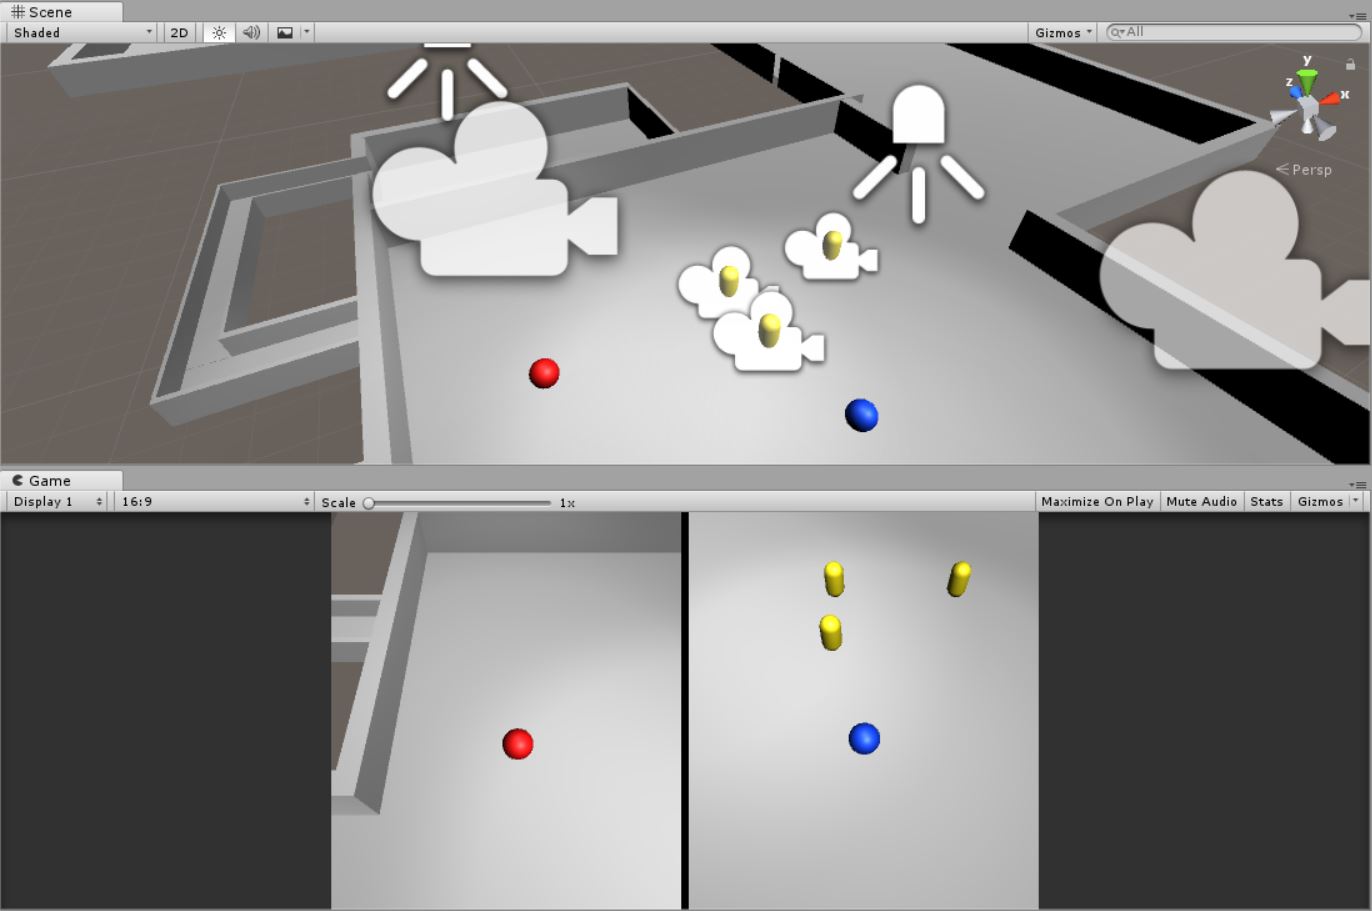 Scene
Shaded 2D Gizmos All
y
z x
Persp
Game
Display 1 16:9 Scale 1x Maximize On Play Mute Audio Stats Gizmos